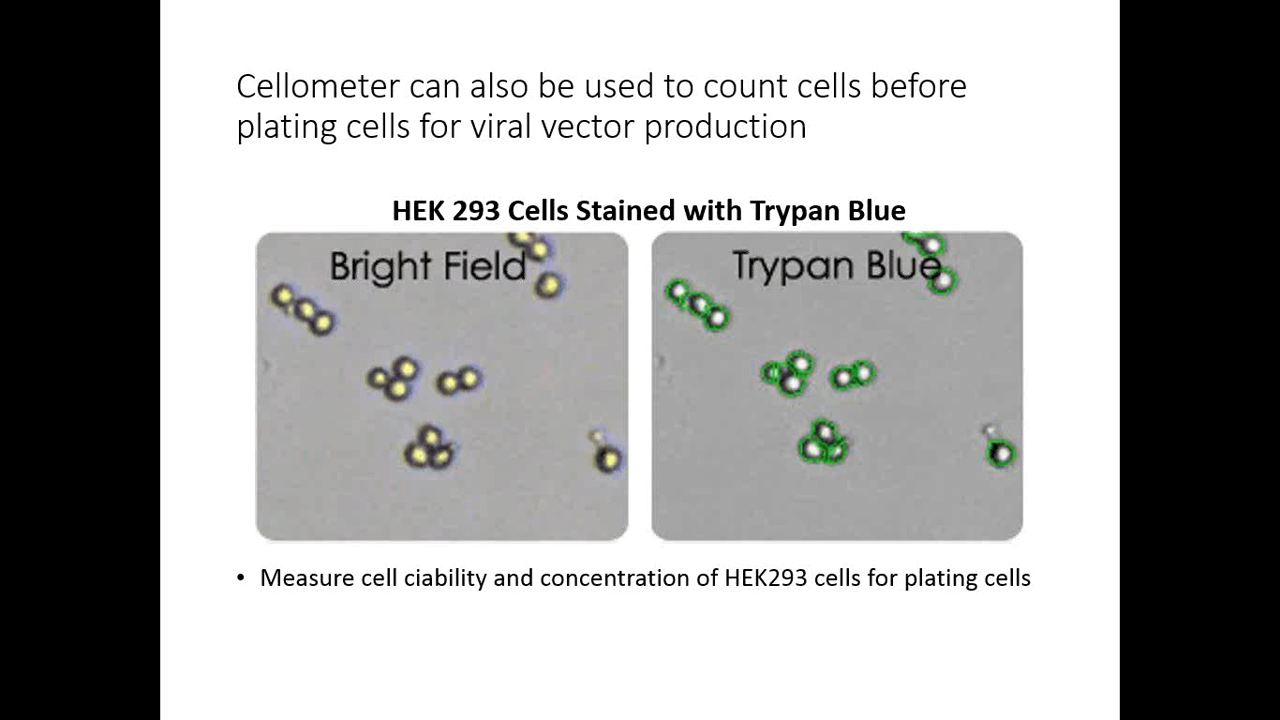 Cellometer can also be used to count cells before
plating cells for viral vector production
HEK 293 Cells Stained with Trypan Blue
Bright Field
Trypan Blue
• Measure cell ciability and concentration of HEK293 cells for plating cells